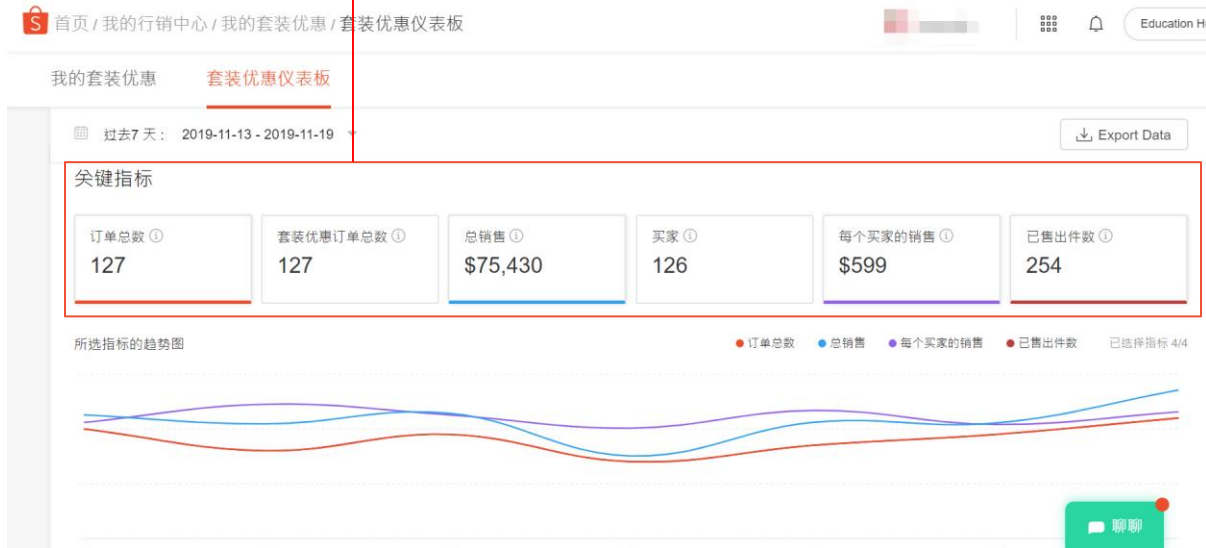 首页 / 我的行销中心 / 我的套装优惠 / 套装优惠仪表板
Education H
我的套装优惠 套装优惠仪表板
过去7 天： 2019-11-13 - 2019-11-19
Export Data
关键指标
订单总数 套装优惠订单总数 总销售 买家 每个买家的销售 已售出件数
127 127 $75,430 126 $599 254
所选指标的趋势图 订单总数 总销售 每个买家的销售 已售出件数 已选择指标 4/4
聊聊